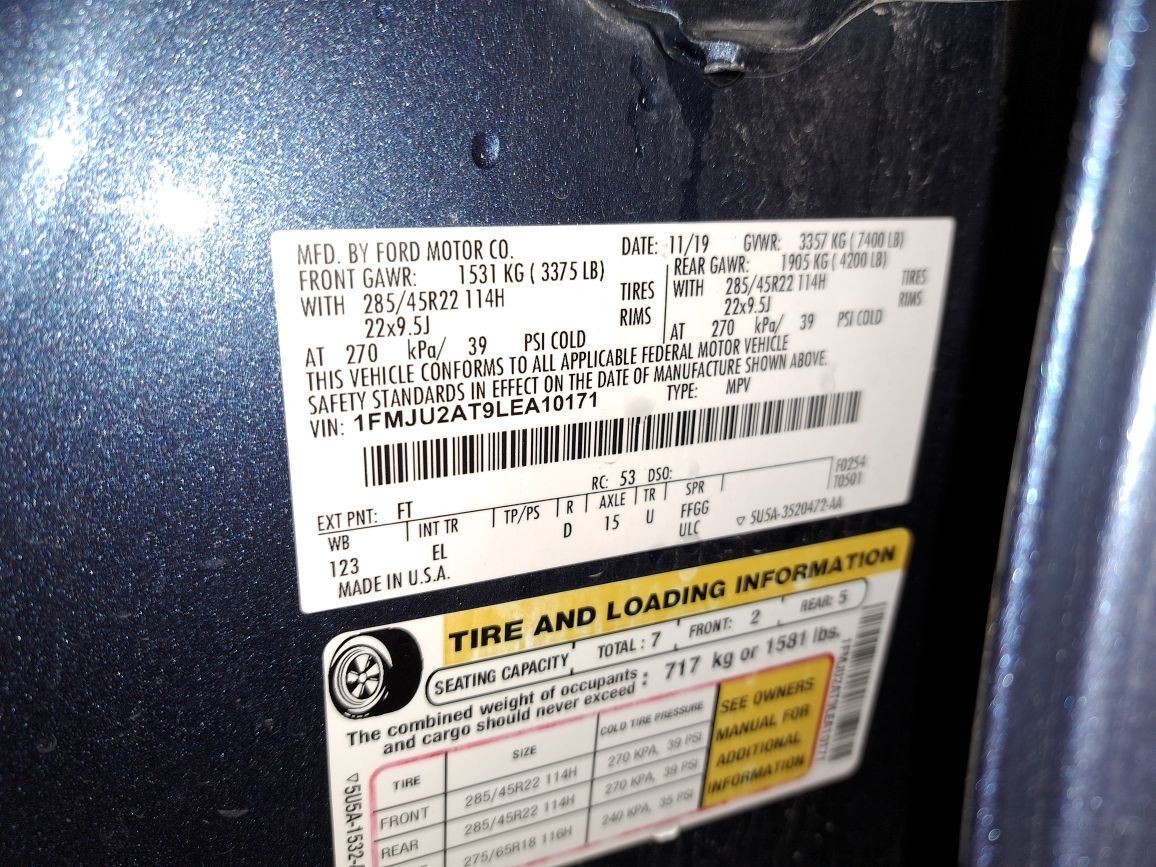 MFD. BY FORD MOTOR CO. DATE: 11/19 GVWR: 3357 KG ( 7400 LB)
FRONT GAWR: 1531 KG ( 3375 LB) REAR GAWR: 1905 KG ( 4200 LB)
WITH 285/45R22 114H TIRES WITH 285/45R22 114H TIRES
22x9.5J RIMS 22x9.5J RIMS
AT 270 kPa/ 39 PSI COLD AT 270 kPa/ 39 PSI COLD
THIS VEHICLE CONFORMS TO ALL APPLICABLE FEDERAL MOTOR VEHICLE
SAFETY STANDARDS IN EFFECT ON THE DATE OF MANUFACTURE SHOWN ABOVE.
VIN: 1FMJU2AT9LEA10171 TYPE: MPV
F0254
T0501
EXT PNT: FT RC: 53 DSO:
WB INT TR TP/PS R AXLE TR SPR
123 EL D 15 U FFGG
ULC
MADE IN U.S.A. ▽ 5U5A-3520472-AA
TIRE AND LOADING INFORMATION
SEATING CAPACITY TOTAL : 7 FRONT: 2 REAR: 5
The combined weight of occupants and cargo should never exceed : 717 kg or 1581 lbs.
TIRE SIZE COLD TIRE PRESSURE
FRONT 285/45R22 114H 270 KPA, 39 PSI
REAR 285/45R22 114H 270 KPA, 39 PSI
275/65R18 116H 240 KPA, 35 PSI
SEE OWNERS
MANUAL FOR
ADDITIONAL
INFORMATION
1FMJU2AT9LEA10171
▽5U5A-1532-